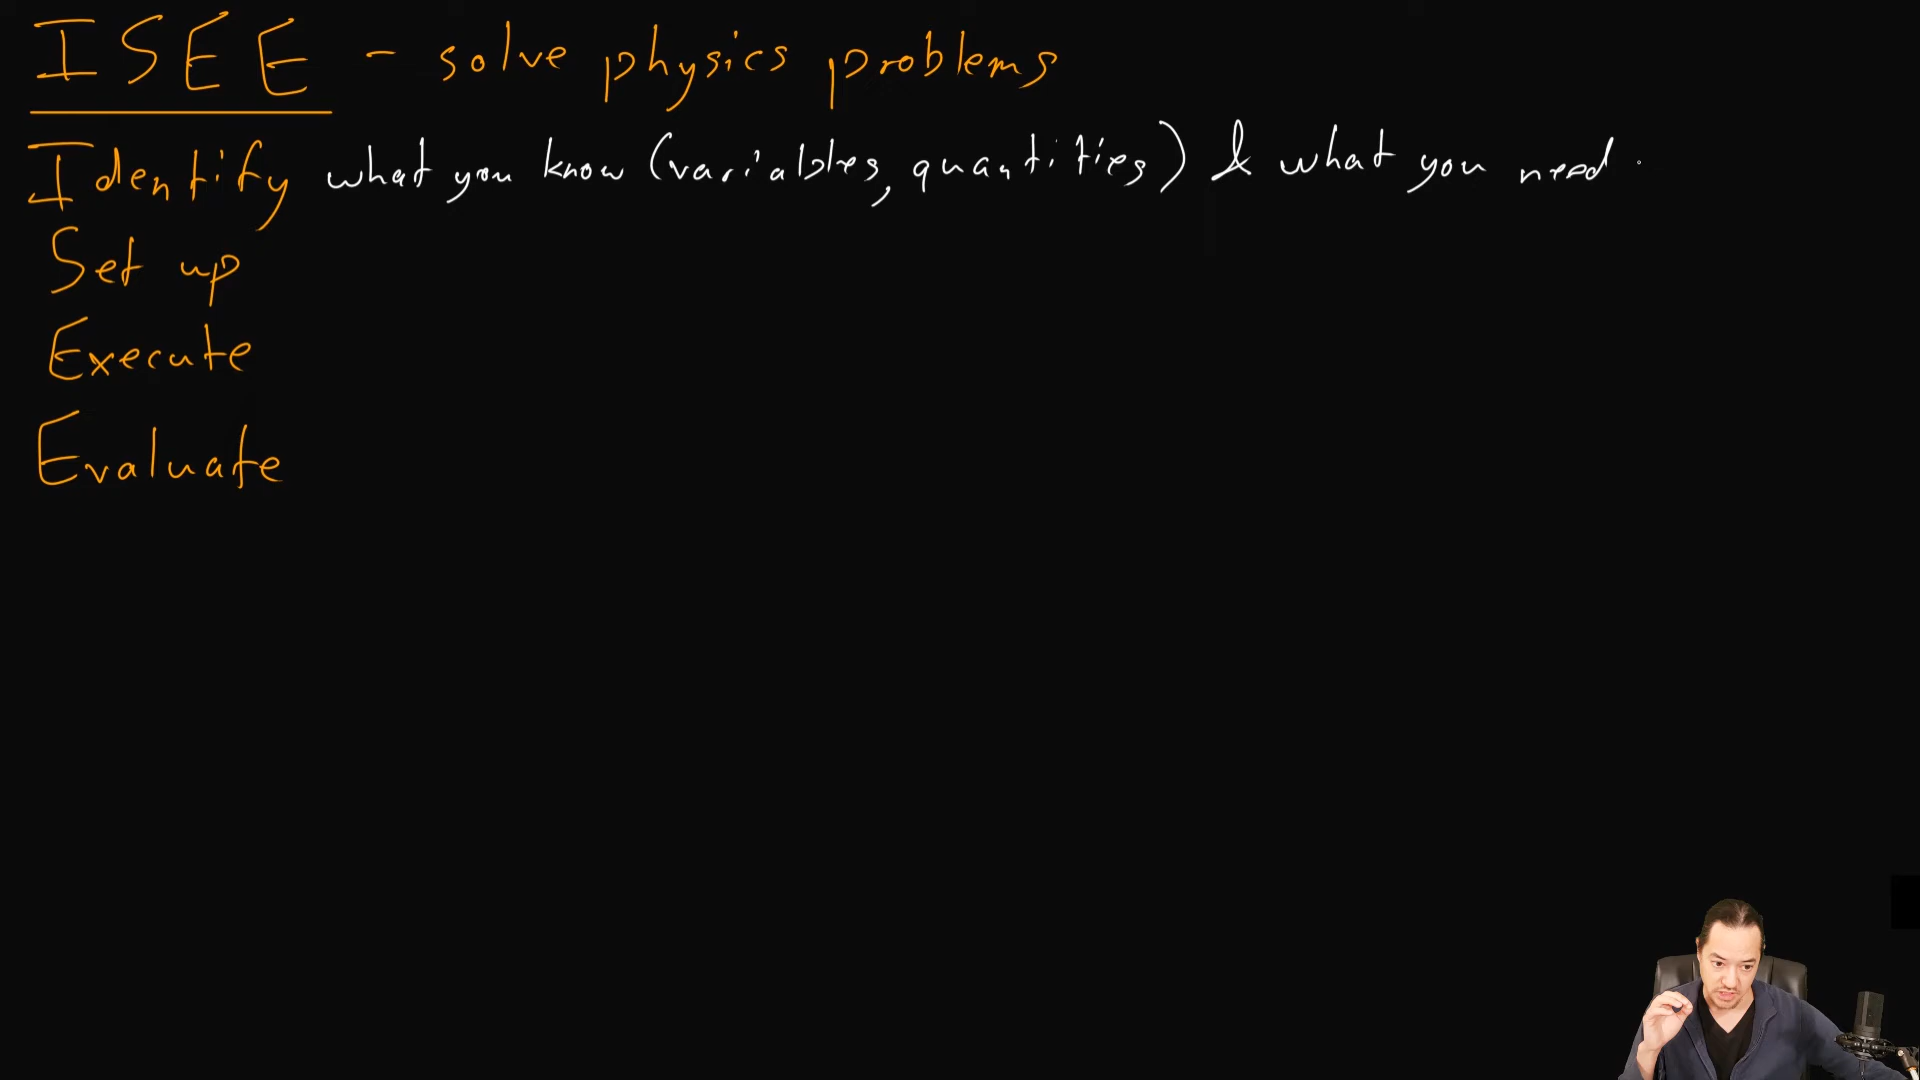 ISEE - solve physics problems
Identify what you know (variables, quantities) & what you need.
Set up
Execute
Evaluate